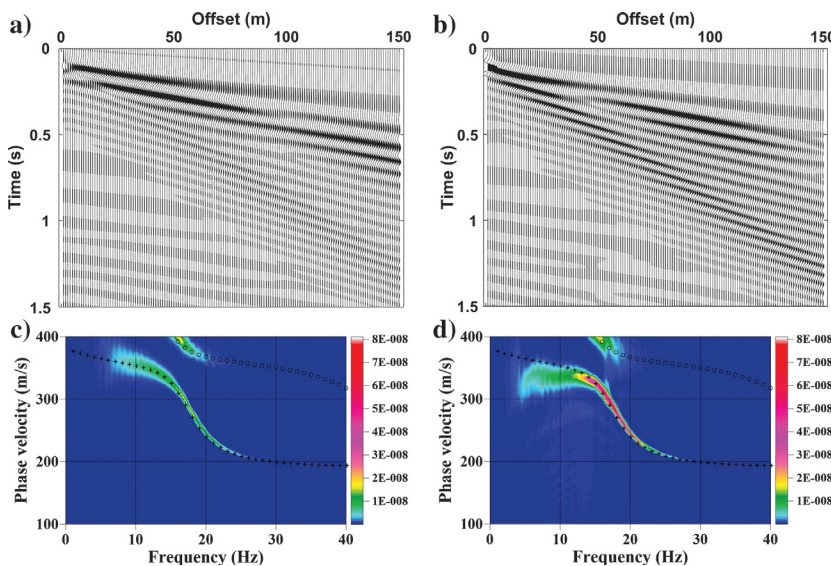 a)
Offset (m)
0 50 100 150
Time (s)
0
0.5
1
1.5
b)
Offset (m)
0 50 100 150
Time (s)
0
0.5
1
1.5
c)
Phase velocity (m/s)
400
300
200
100
0 10 20 30 40
Frequency (Hz)
8E-008
7E-008
6E-008
5E-008
4E-008
3E-008
2E-008
1E-008
d)
Phase velocity (m/s)
400
300
200
100
0 10 20 30 40
Frequency (Hz)
8E-008
7E-008
6E-008
5E-008
4E-008
3E-008
2E-008
1E-008